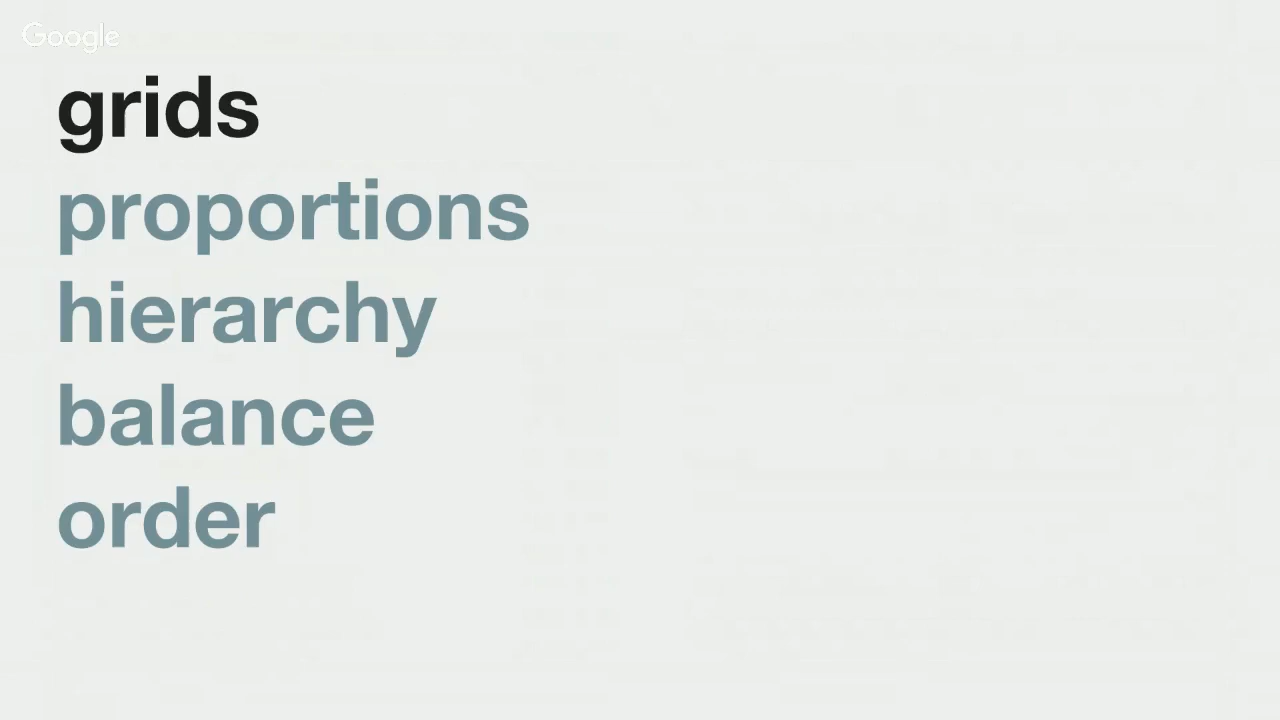 Google
grids
proportions
hierarchy
balance
order